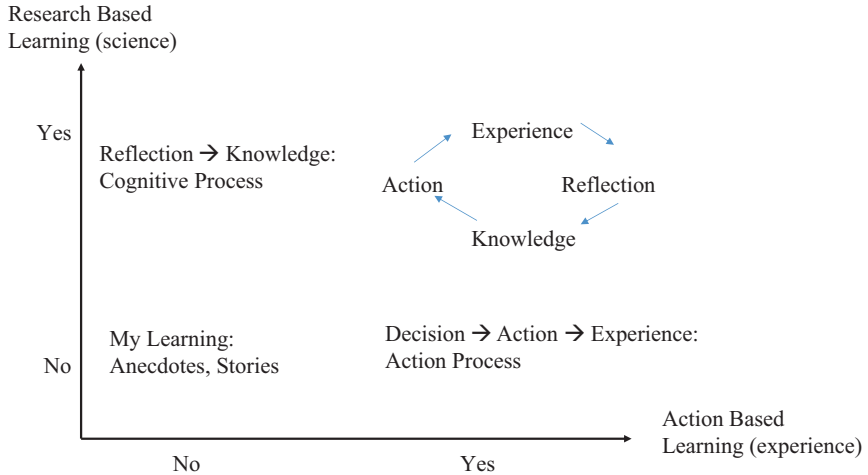 Research Based
Learning (science)
Yes
Experience
Reflection → Knowledge:
Cognitive Process
Action
Reflection
Knowledge
My Learning:
Anecdotes, Stories
Decision → Action → Experience:
Action Process
No
Action Based
Learning (experience)
No
Yes